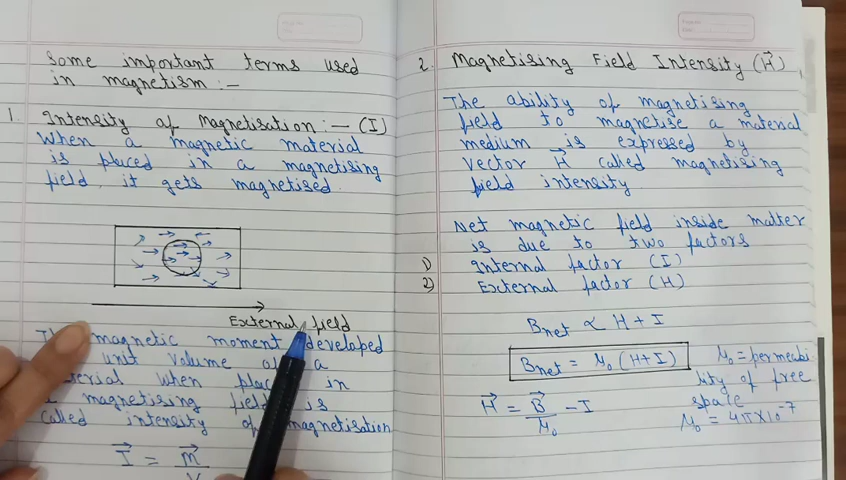 Some important terms used
in magnetism :-
1. Intensity of Magnetisation :- (I)
When a magnetic material
is placed in a magnetising
field, it gets magnetised.
External field
magnetic moment developed
unit volume of a
when place in
magnetising field is
called intensity of magnetisation
I⃗ = M⃗ / V
2. Magnetising Field Intensity (H⃗)
The ability of magnetising
field to magnetise a material
medium is expressed by
vector H⃗ called magnetising
field intensity
Net magnetic field inside matter
is due to two factors
1) Internal factor (I)
2) External factor (H)
Bnet ∝ H+I
Bnet = μ₀ (H+I)
μ₀ = permeabi
lity of free
space
μ₀ = 4π×10⁻⁷
H⃗ = B⃗/μ₀ - I